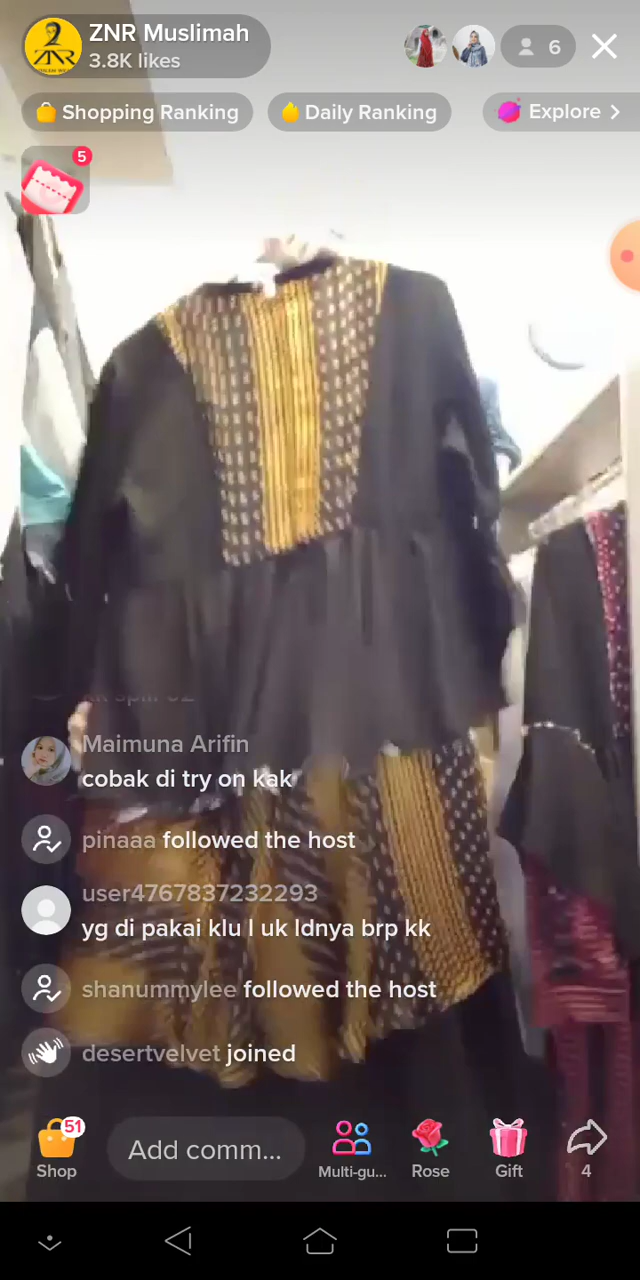 ZNR Muslimah
3.8K likes
6
Shopping Ranking
Daily Ranking
Explore
5
ZNR
Maimuna Arifin
cobak di try on kak
pinaaa followed the host
user4767837232293
yg di pakai klu l uk ldnya brp kk
shanummylee followed the host
desertvelvet joined
51
Shop
Add comm...
Multi-gu...
Rose
Gift
4